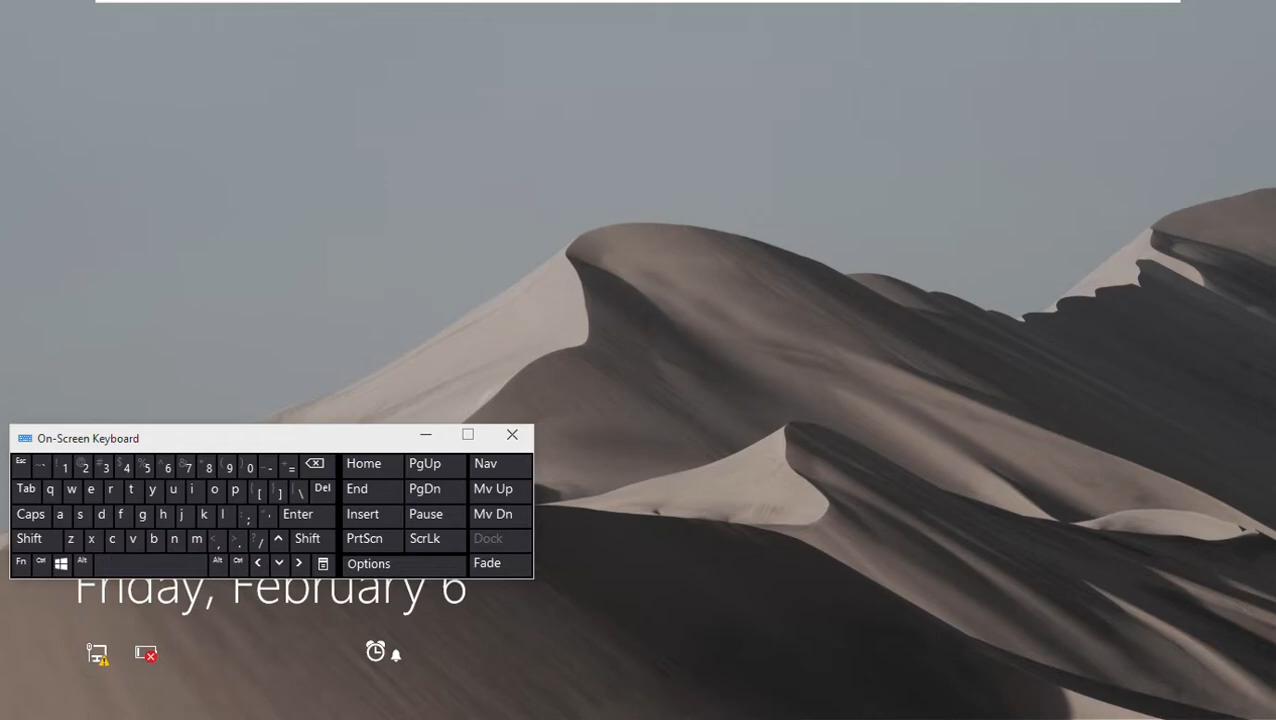 On-Screen Keyboard
Esc ~` !1 @2 #3 $4 %5 ^6 &7 *8 (9 )0 _- += Home PgUp Nav
Tab q w e r t y u i o p {[ }] |\ Del End PgDn Mv Up
Caps a s d f g h j k l :; "' Enter Insert Pause Mv Dn
Shift z x c v b n m <, >. ?/ Shift PrtScn ScrLk Dock
Fn Ctrl Alt Alt Ctrl Options Fade
Friday, February 6